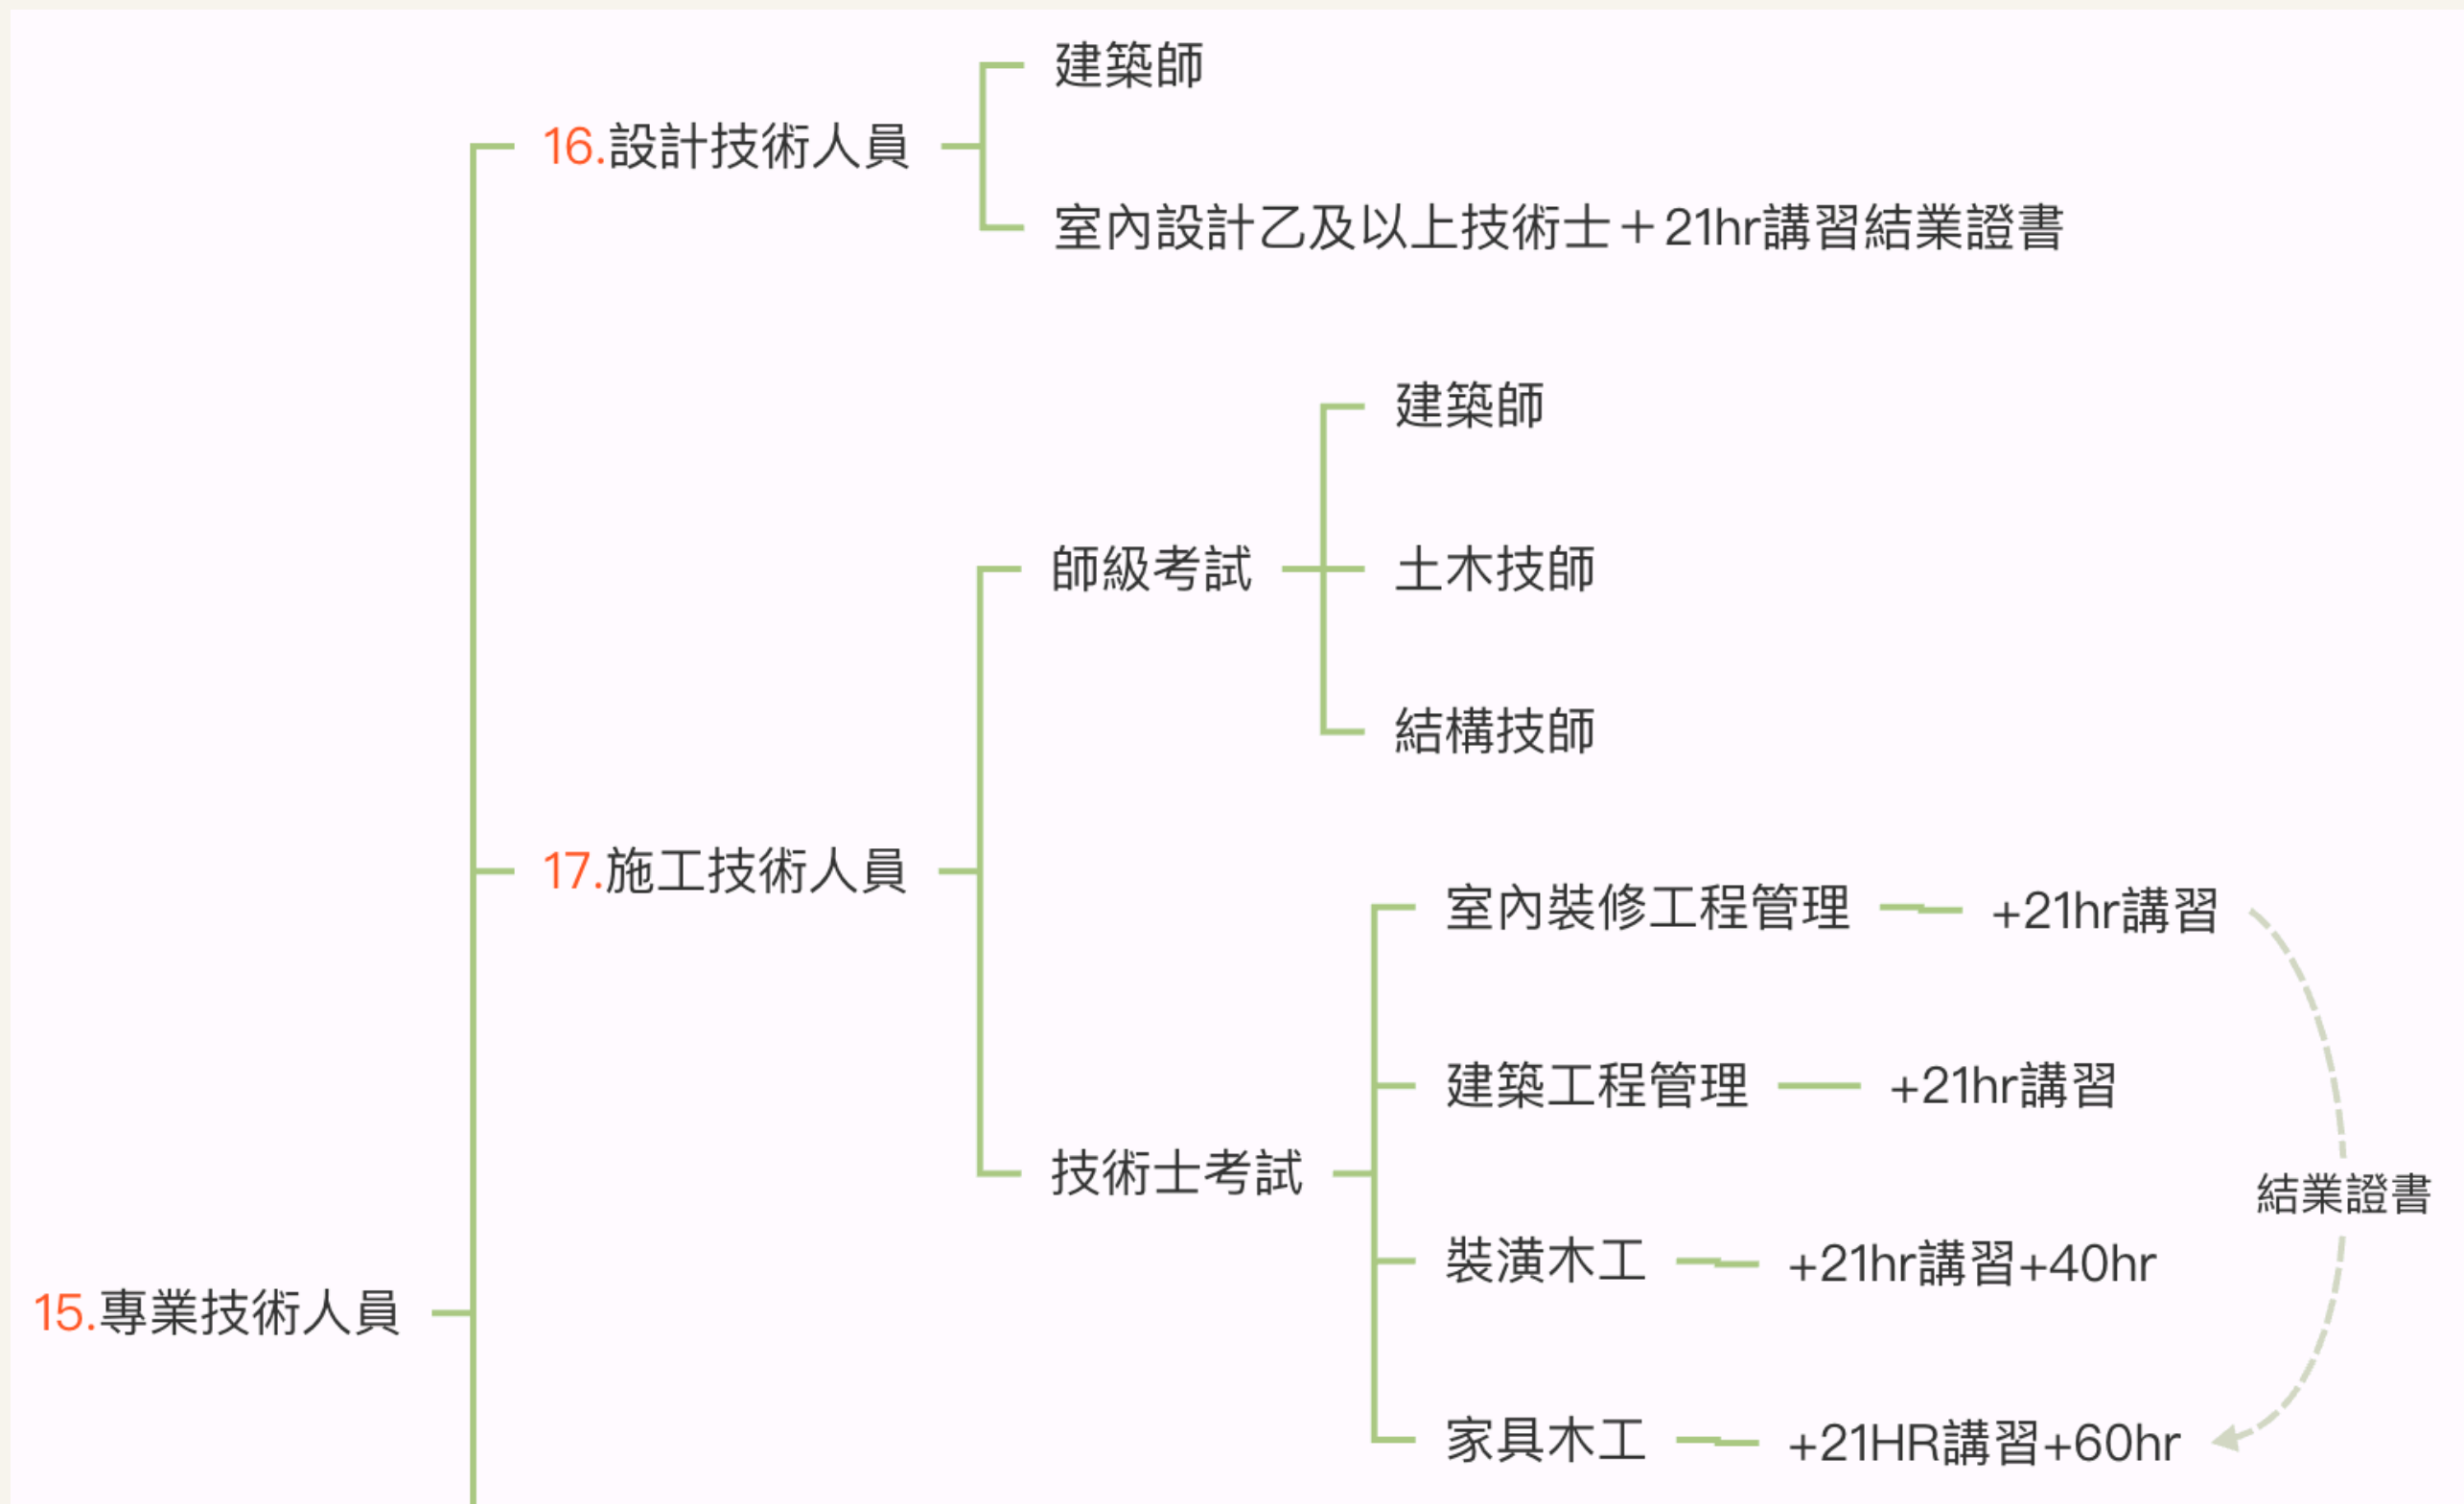 建築師
16.設計技術人員
室內設計乙及以上技術士＋21hr講習結業證書
建築師
師級考試
土木技師
結構技師
17.施工技術人員
室內裝修工程管理
+21hr講習
建築工程管理
+21hr講習
技術士考試
結業證書
裝潢木工
+21hr講習+40hr
15.專業技術人員
家具木工
+21HR講習+60hr